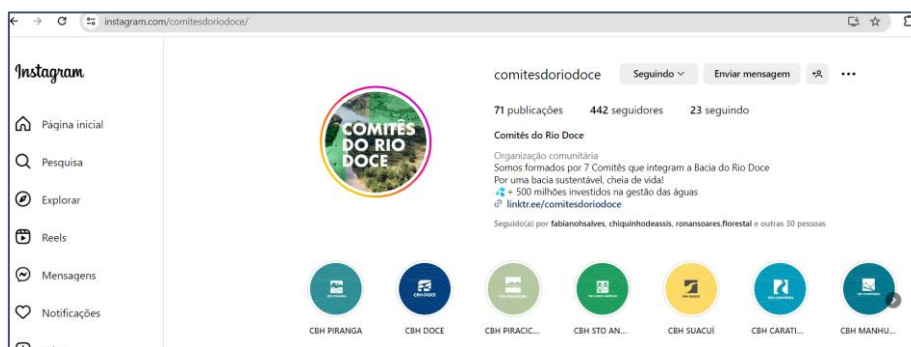 instagram.com/comitesdoriodoce/
Instagram
Página inicial
Pesquisa
Explorar
Reels
Mensagens
Notificações
COMITÊS
DO RIO
DOCE
comitesdoriodoce Seguindo Enviar mensagem
71 publicações 442 seguidores 23 seguindo
Comitês do Rio Doce
Organização comunitária
Somos formados por 7 Comitês que integram a Bacia do Rio Doce
Por uma bacia sustentável, cheia de vida!
+ 500 milhões investidos na gestão das águas
linktr.ee/comitesdoriodoce
Seguido(a) por fabianohsalves, chiquinhodeassis, ronansoares.florestal e outras 30 pessoas
CBH-DOCE
CBH PIRANGA CBH DOCE CBH PIRACIC... CBH STO AN... CBH SUACUÍ CBH CARATI... CBH MANHU...